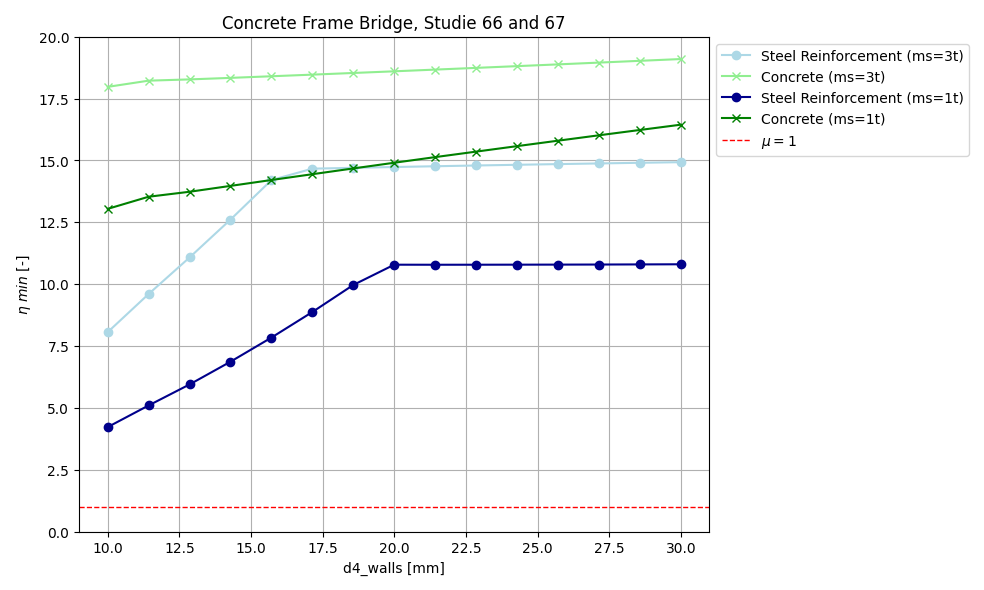 Concrete Frame Bridge, Studie 66 and 67
20.0
17.5
15.0
12.5
10.0
7.5
5.0
2.5
0.0
η min [-]
10.0 12.5 15.0 17.5 20.0 22.5 25.0 27.5 30.0
d4_walls [mm]
Steel Reinforcement (ms=3t)
Concrete (ms=3t)
Steel Reinforcement (ms=1t)
Concrete (ms=1t)
μ = 1